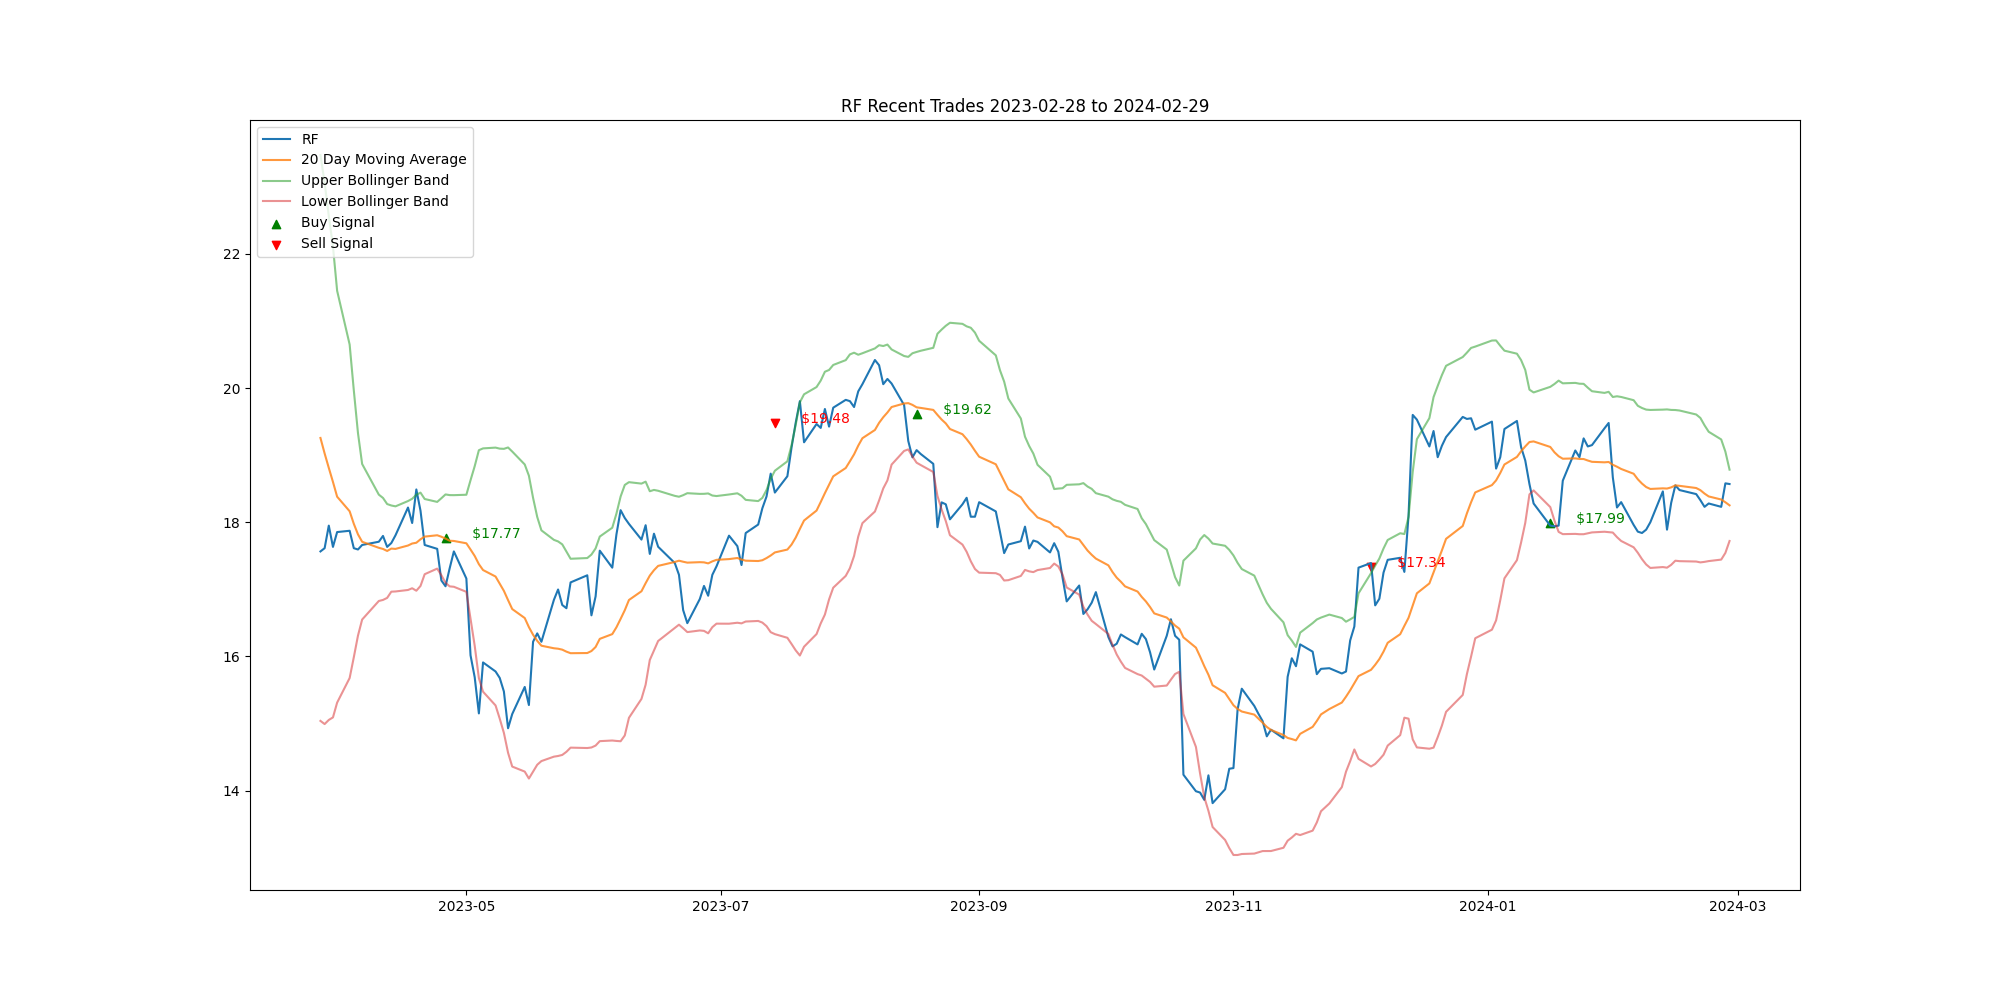 RF Recent Trades 2023-02-28 to 2024-02-29
RF
20 Day Moving Average
Upper Bollinger Band
Lower Bollinger Band
Buy Signal
Sell Signal
22
20
18
16
14
$17.77
$19.48
$19.62
$17.34
$17.99
2023-05
2023-07
2023-09
2023-11
2024-01
2024-03